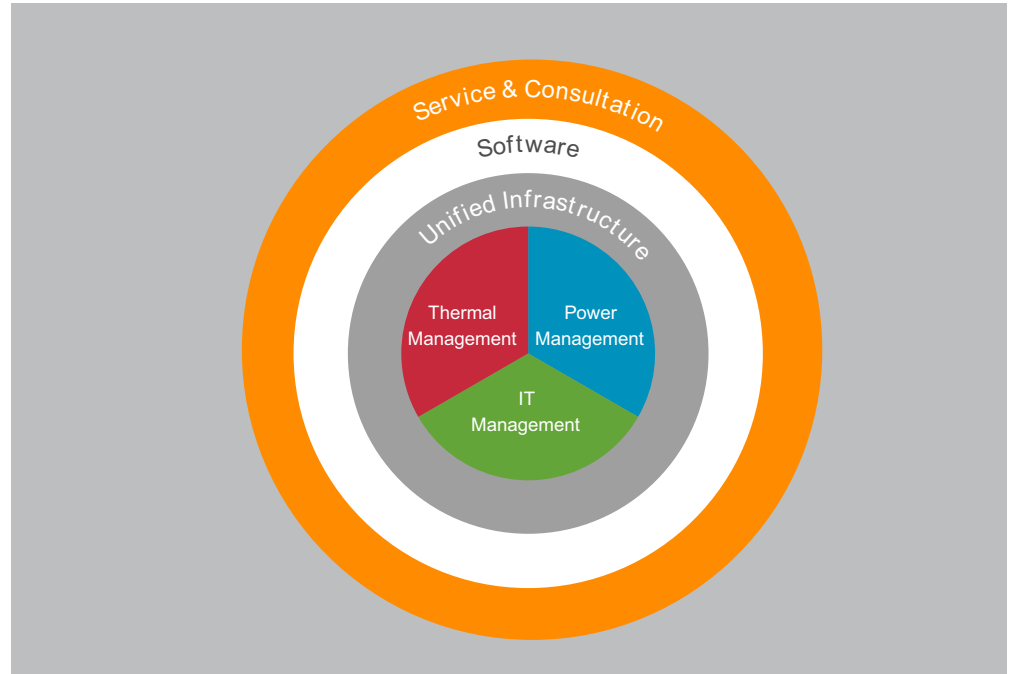 Service & Consultation
Software
Unified Infrastructure
Thermal
Management
Power
Management
IT
Management